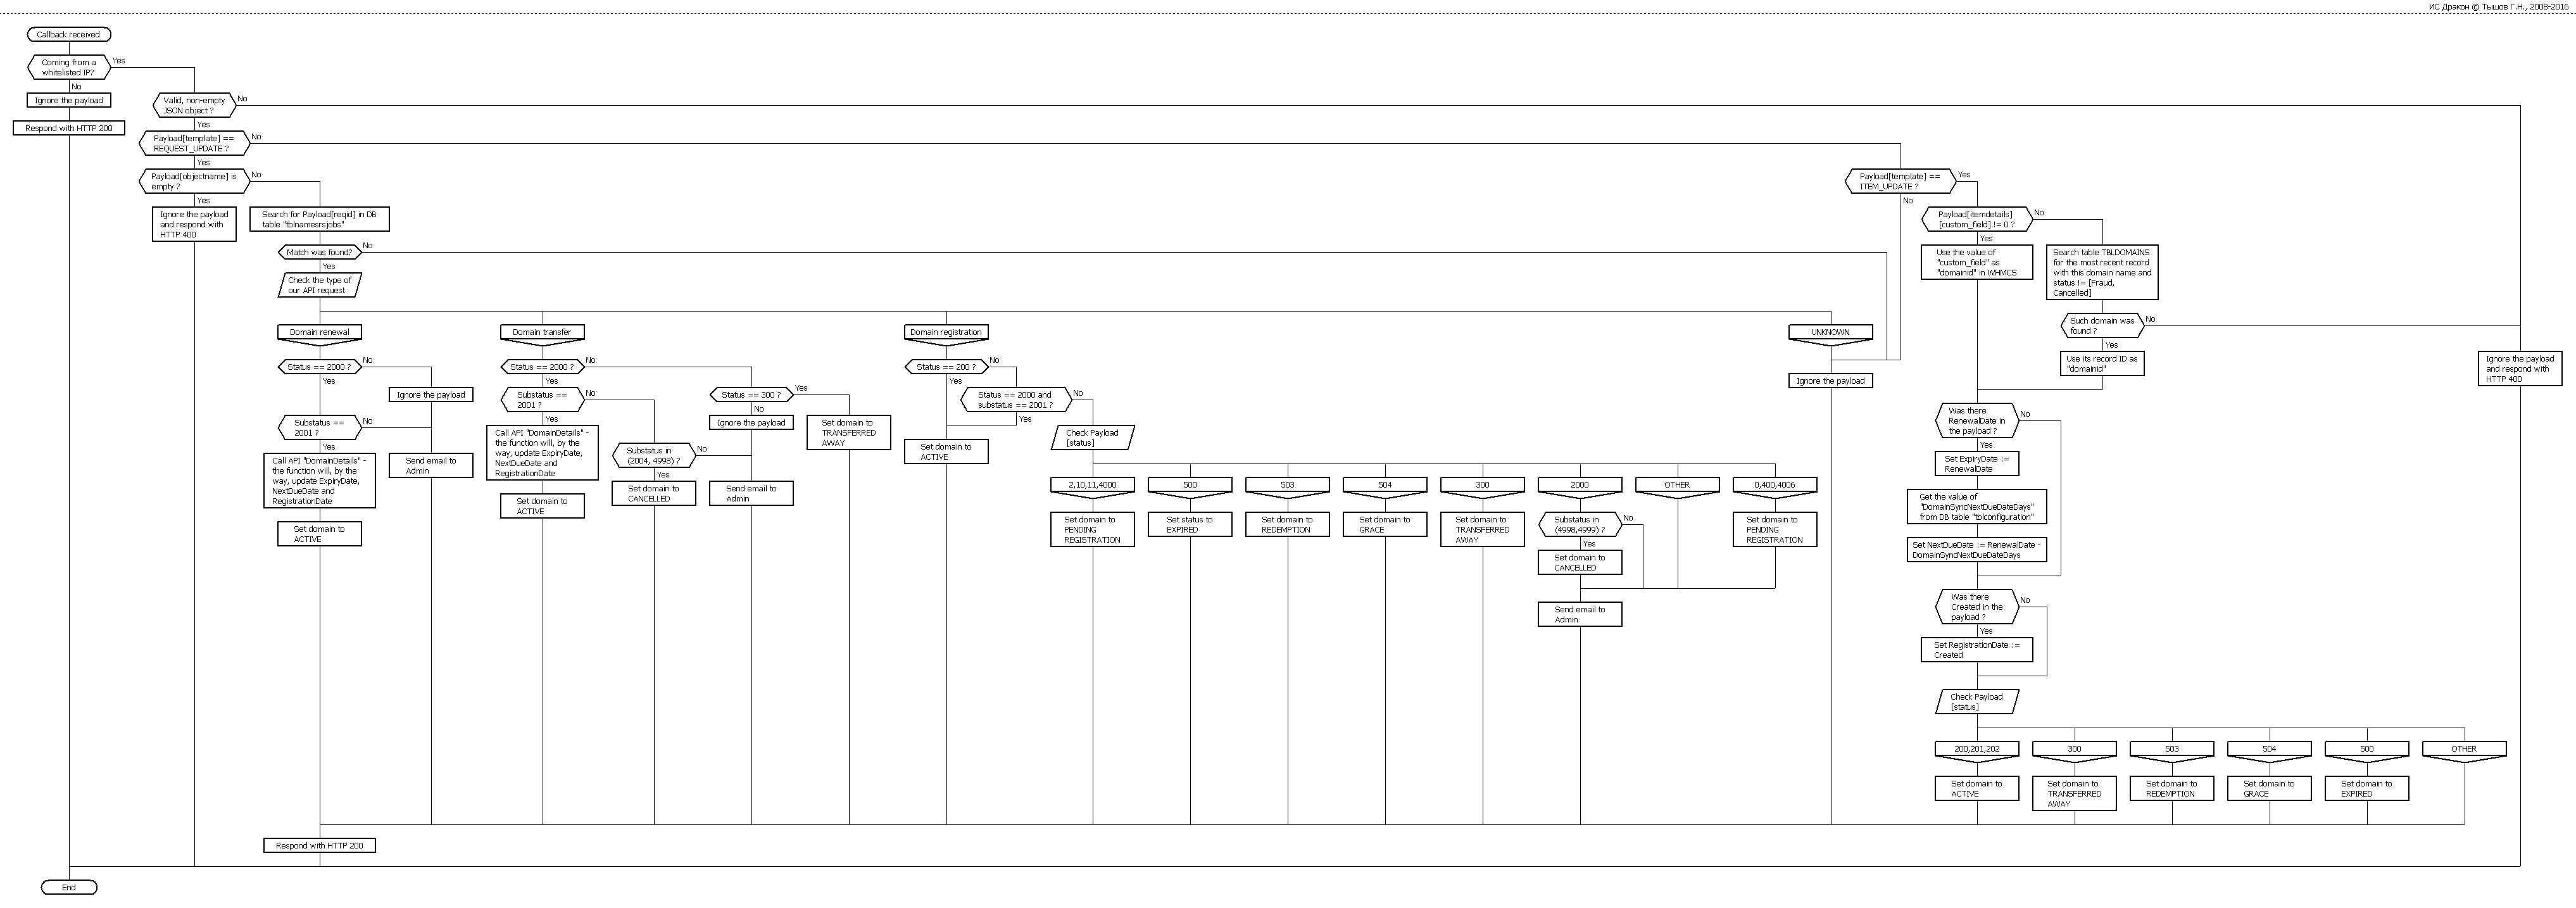 ИС Дракон © Тышов Г.Н., 2008-2016
Callback received
Coming from a
whitelisted IP?
Yes
No
Ignore the payload
Respond with HTTP 200
Valid, non-empty
JSON object ?
No
Yes
Payload[template] ==
REQUEST_UPDATE ?
No
Yes
Payload[objectname] is
empty ?
No
Yes
Ignore the payload
and respond with
HTTP 400
Search for Payload[reqid] in DB
table "tblnamesrsjobs"
Match was found?
No
Yes
Check the type of
our API request
Domain renewal
Status == 2000 ?
No
Yes
Ignore the payload
Substatus ==
2001 ?
No
Yes
Call API "DomainDetails" -
the function will, by the
way, update ExpiryDate,
NextDueDate and
RegistrationDate
Send email to
Admin
Set domain to
ACTIVE
Domain transfer
Status == 2000 ?
No
Yes
Substatus ==
2001 ?
No
Yes
Call API "DomainDetails" -
the function will, by the
way, update ExpiryDate,
NextDueDate and
RegistrationDate
Set domain to
ACTIVE
Substatus in
(2004, 4998) ?
No
Yes
Set domain to
CANCELLED
Status == 300 ?
Yes
No
Ignore the payload
Send email to
Admin
Set domain to
TRANSFERRED
AWAY
Domain registration
Status == 200 ?
No
Yes
Status == 2000 and
substatus == 2001 ?
No
Yes
Set domain to
ACTIVE
Check Payload
[status]
2,10,11,4000
Set domain to
PENDING
REGISTRATION
500
Set status to
EXPIRED
503
Set domain to
REDEMPTION
504
Set domain to
GRACE
300
Set domain to
TRANSFERRED
AWAY
2000
Substatus in
(4998,4999) ?
No
Yes
Set domain to
CANCELLED
OTHER
0,400,4006
Set domain to
PENDING
REGISTRATION
Send email to
Admin
UNKNOWN
Ignore the payload
Payload[template] ==
ITEM_UPDATE ?
Yes
No
Payload[itemdetails]
[custom_field] != 0 ?
No
Yes
Use the value of
"custom_field" as
"domainid" in WHMCS
Search table TBLDOMAINS
for the most recent record
with this domain name and
status != [Fraud,
Cancelled]
Such domain was
found ?
No
Yes
Use its record ID as
"domainid"
Ignore the payload
and respond with
HTTP 400
Was there
RenewalDate in
the payload ?
No
Yes
Set ExpiryDate :=
RenewalDate
Get the value of
"DomainSyncNextDueDateDays"
from DB table "tblconfiguration"
Set NextDueDate := RenewalDate -
DomainSyncNextDueDateDays
Was there
Created in the
payload ?
No
Yes
Set RegistrationDate :=
Created
Check Payload
[status]
200,201,202
Set domain to
ACTIVE
300
Set domain to
TRANSFERRED
AWAY
503
Set domain to
REDEMPTION
504
Set domain to
GRACE
500
Set domain to
EXPIRED
OTHER
Respond with HTTP 200
End